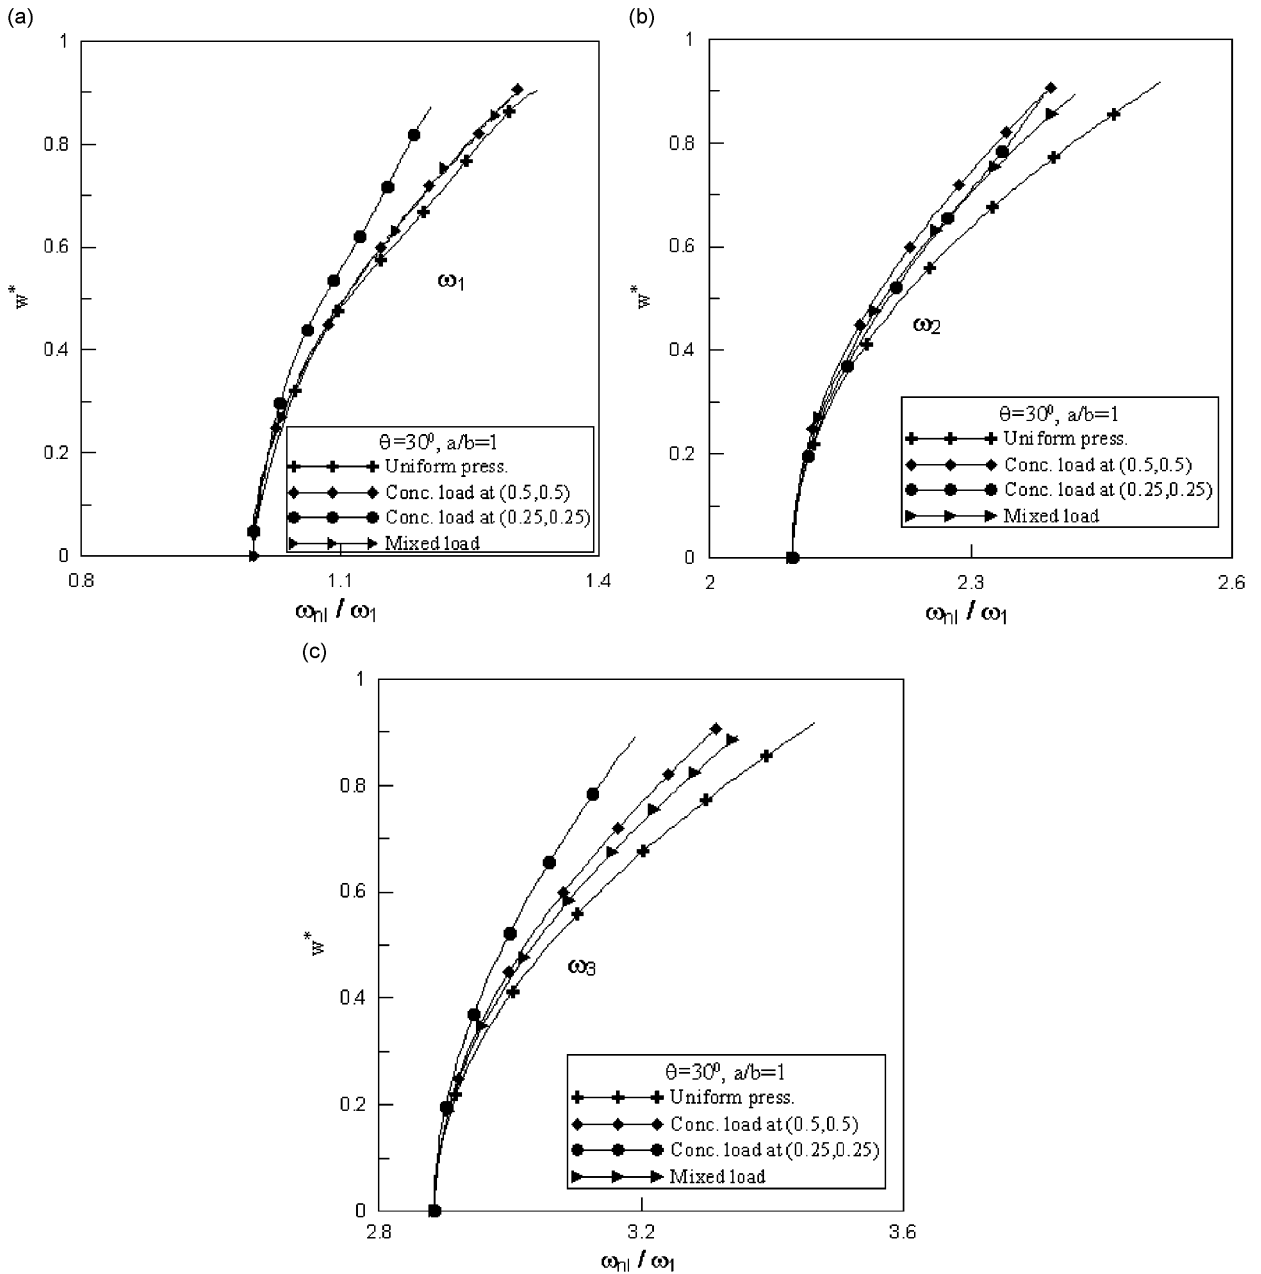 (a)
1
0.8
0.6
0.4
0.2
0
w*
ω1
θ=30⁰, a/b=1
Uniform press.
Conc. load at (0.5,0.5)
Conc. load at (0.25,0.25)
Mixed load
0.8
1.1
1.4
ωnl / ω1
(b)
1
0.8
0.6
0.4
0.2
0
w*
ω2
θ=30⁰, a/b=1
Uniform press.
Conc. load at (0.5,0.5)
Conc. load at (0.25,0.25)
Mixed load
2
2.3
2.6
ωnl / ω1
(c)
1
0.8
0.6
0.4
0.2
0
w*
ω3
θ=30⁰, a/b=1
Uniform press.
Conc. load at (0.5,0.5)
Conc. load at (0.25,0.25)
Mixed load
2.8
3.2
3.6
ωnl / ω1